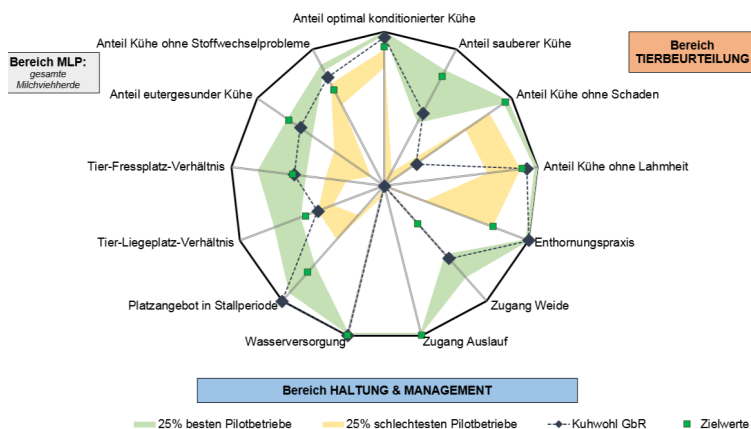 Anteil optimal konditionierter Kühe
Anteil Kühe ohne Stoffwechselprobleme
Anteil sauberer Kühe
Bereich MLP:
gesamte
Milchviehherde
Bereich
TIERBEURTEILUNG
Anteil eutergesunder Kühe
Anteil Kühe ohne Schaden
Tier-Fressplatz-Verhältnis
Anteil Kühe ohne Lahmheit
Tier-Liegeplatz-Verhältnis
Enthornungspraxis
Platzangebot in Stallperiode
Zugang Weide
Wasserversorgung
Zugang Auslauf
Bereich HALTUNG & MANAGEMENT
25% besten Pilotbetriebe
25% schlechtesten Pilotbetriebe
Kuhwohl GbR
Zielwerte